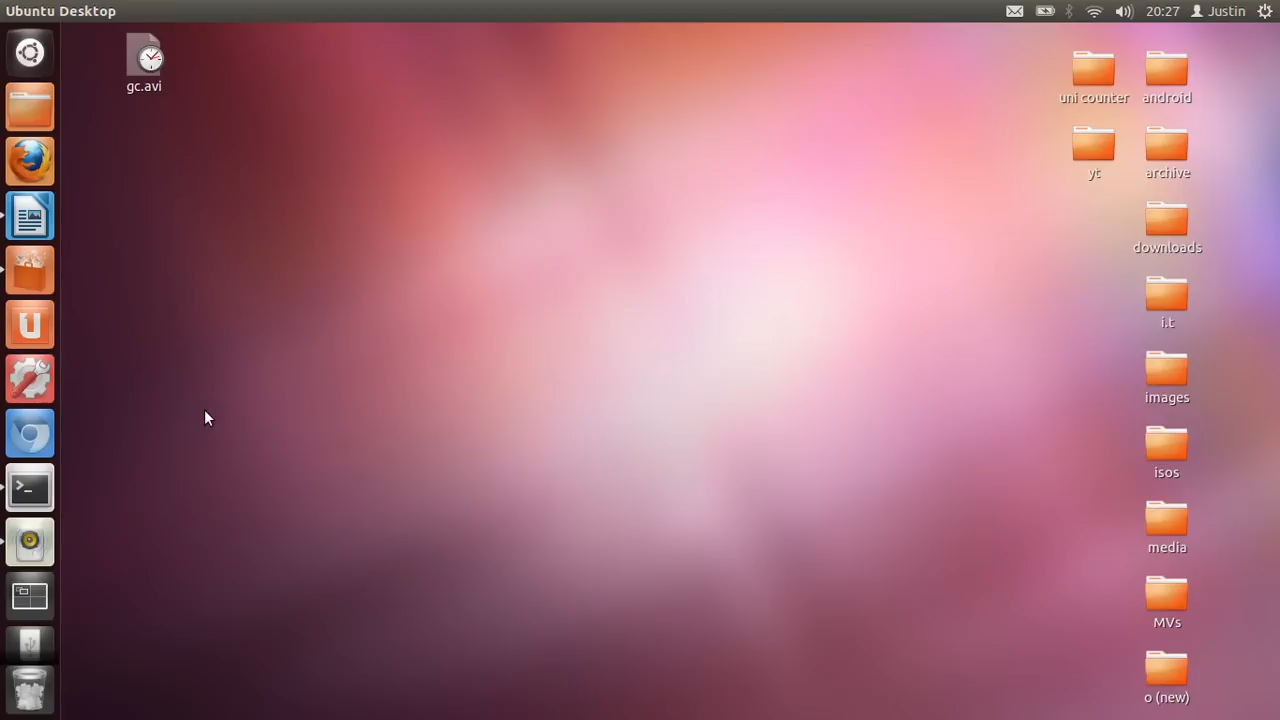 Ubuntu Desktop
20:27
Justin
gc.avi
uni counter
android
yt
archive
downloads
i.t
images
isos
media
MVs
o (new)